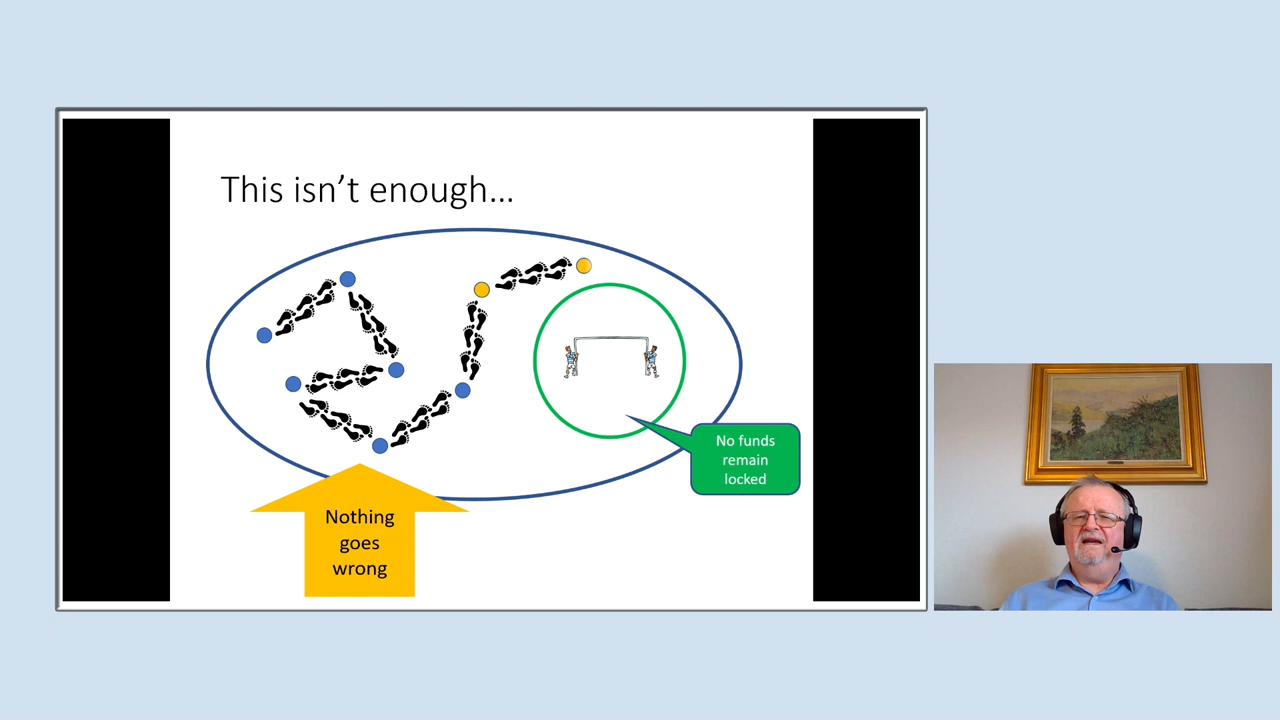 This isn’t enough…
No funds
remain
locked
Nothing
goes
wrong